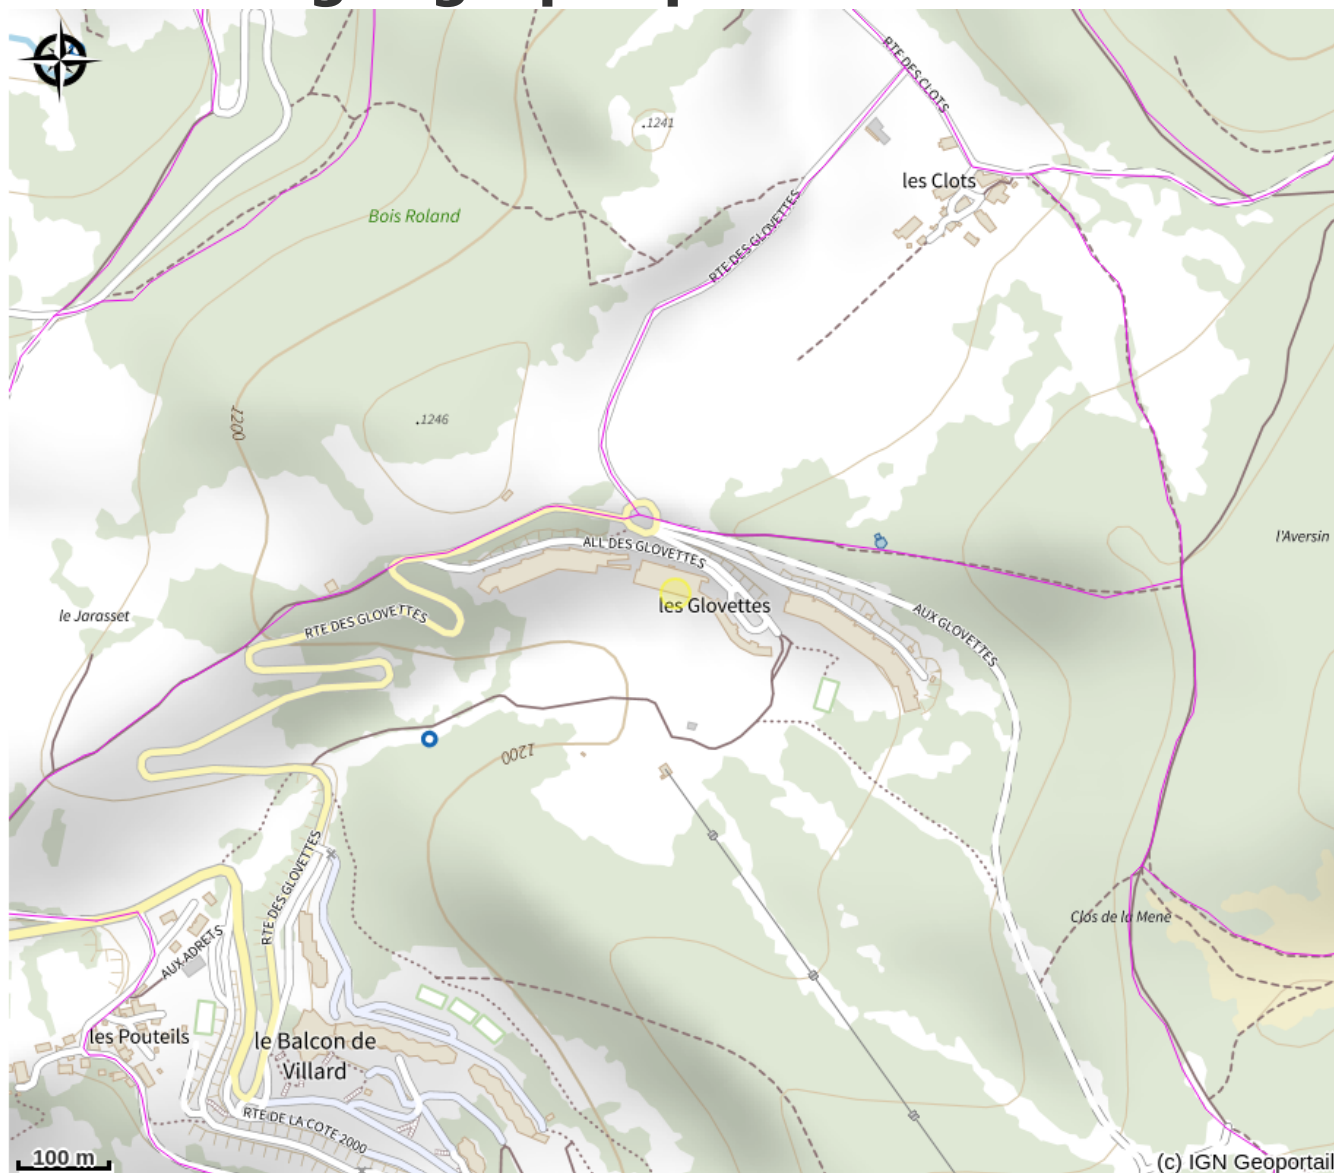 RTE DES CLOTS
.1241
les Clots
Bois Roland
RTE DES GLOVETTES
1200
.1246
ALL DES GLOVETTES
l'Aversin
les Glovettes
le Jarasset
RTE DES GLOVETTES
AUX GLOVETTES
1200
RTE DES GLOVETTES
Clos de la Mene
AUX ADRETS
les Pouteils
le Balcon de
Villard
RTE DE LA COTE 2000
100 m
(c) IGN Geoportail